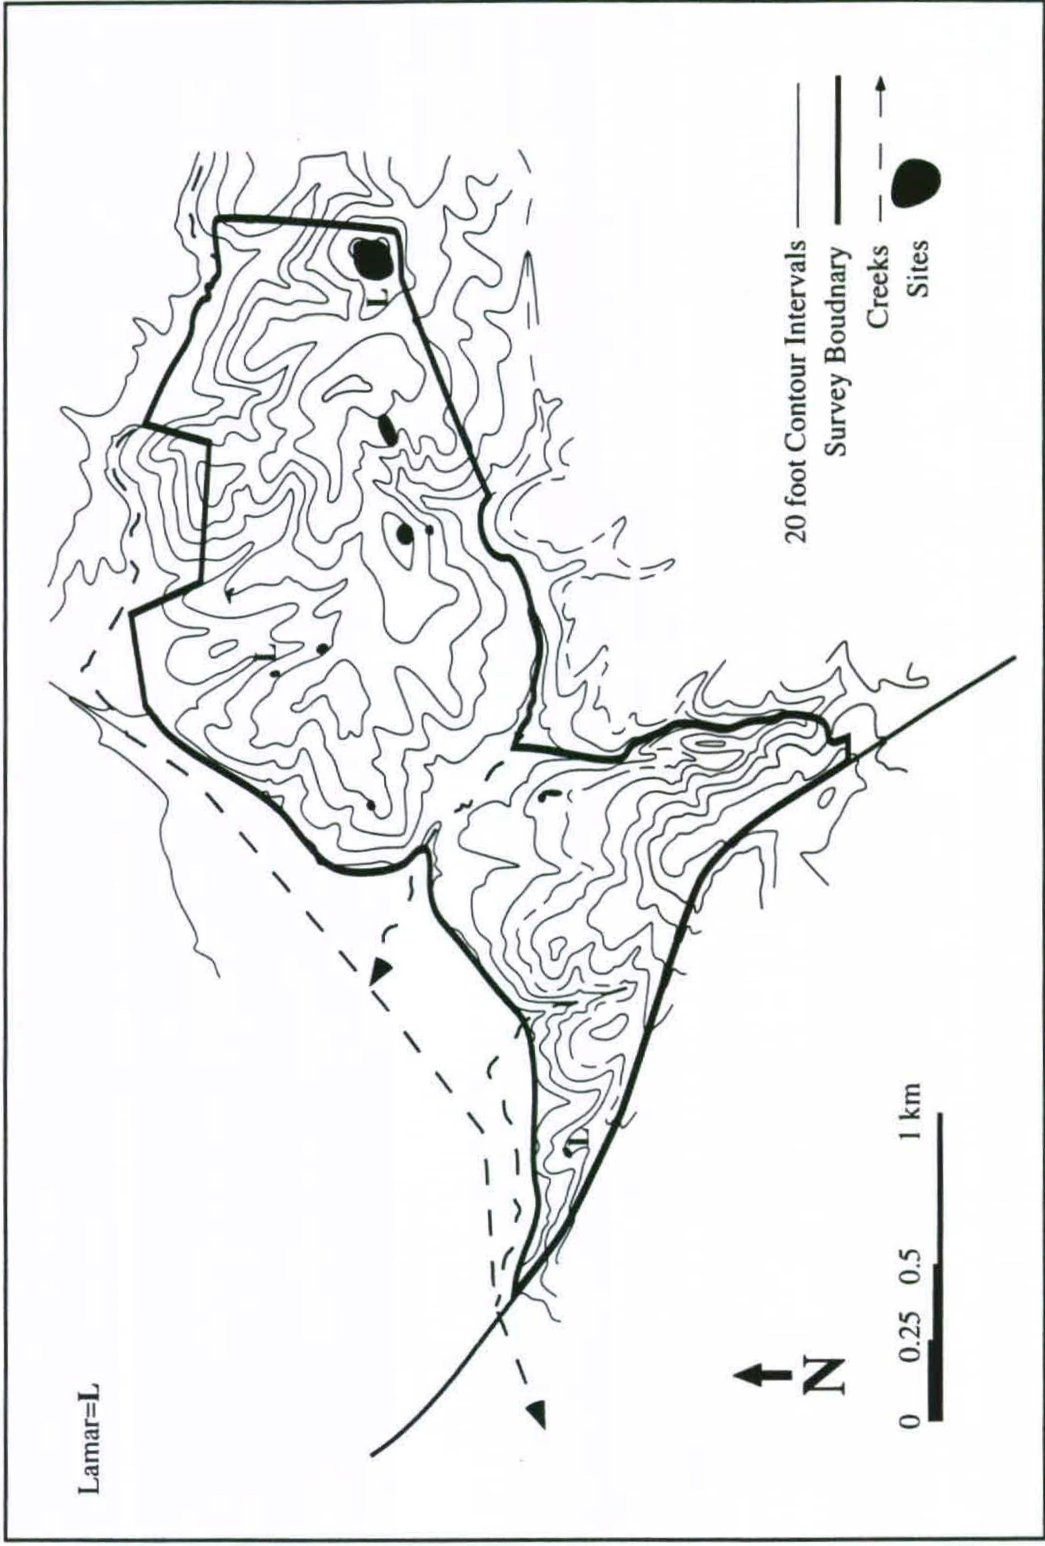 Lamar=L
L
L
L
20 foot Contour Intervals
Survey Boudnary
Creeks
Sites
N
0 0.25 0.5 1 km